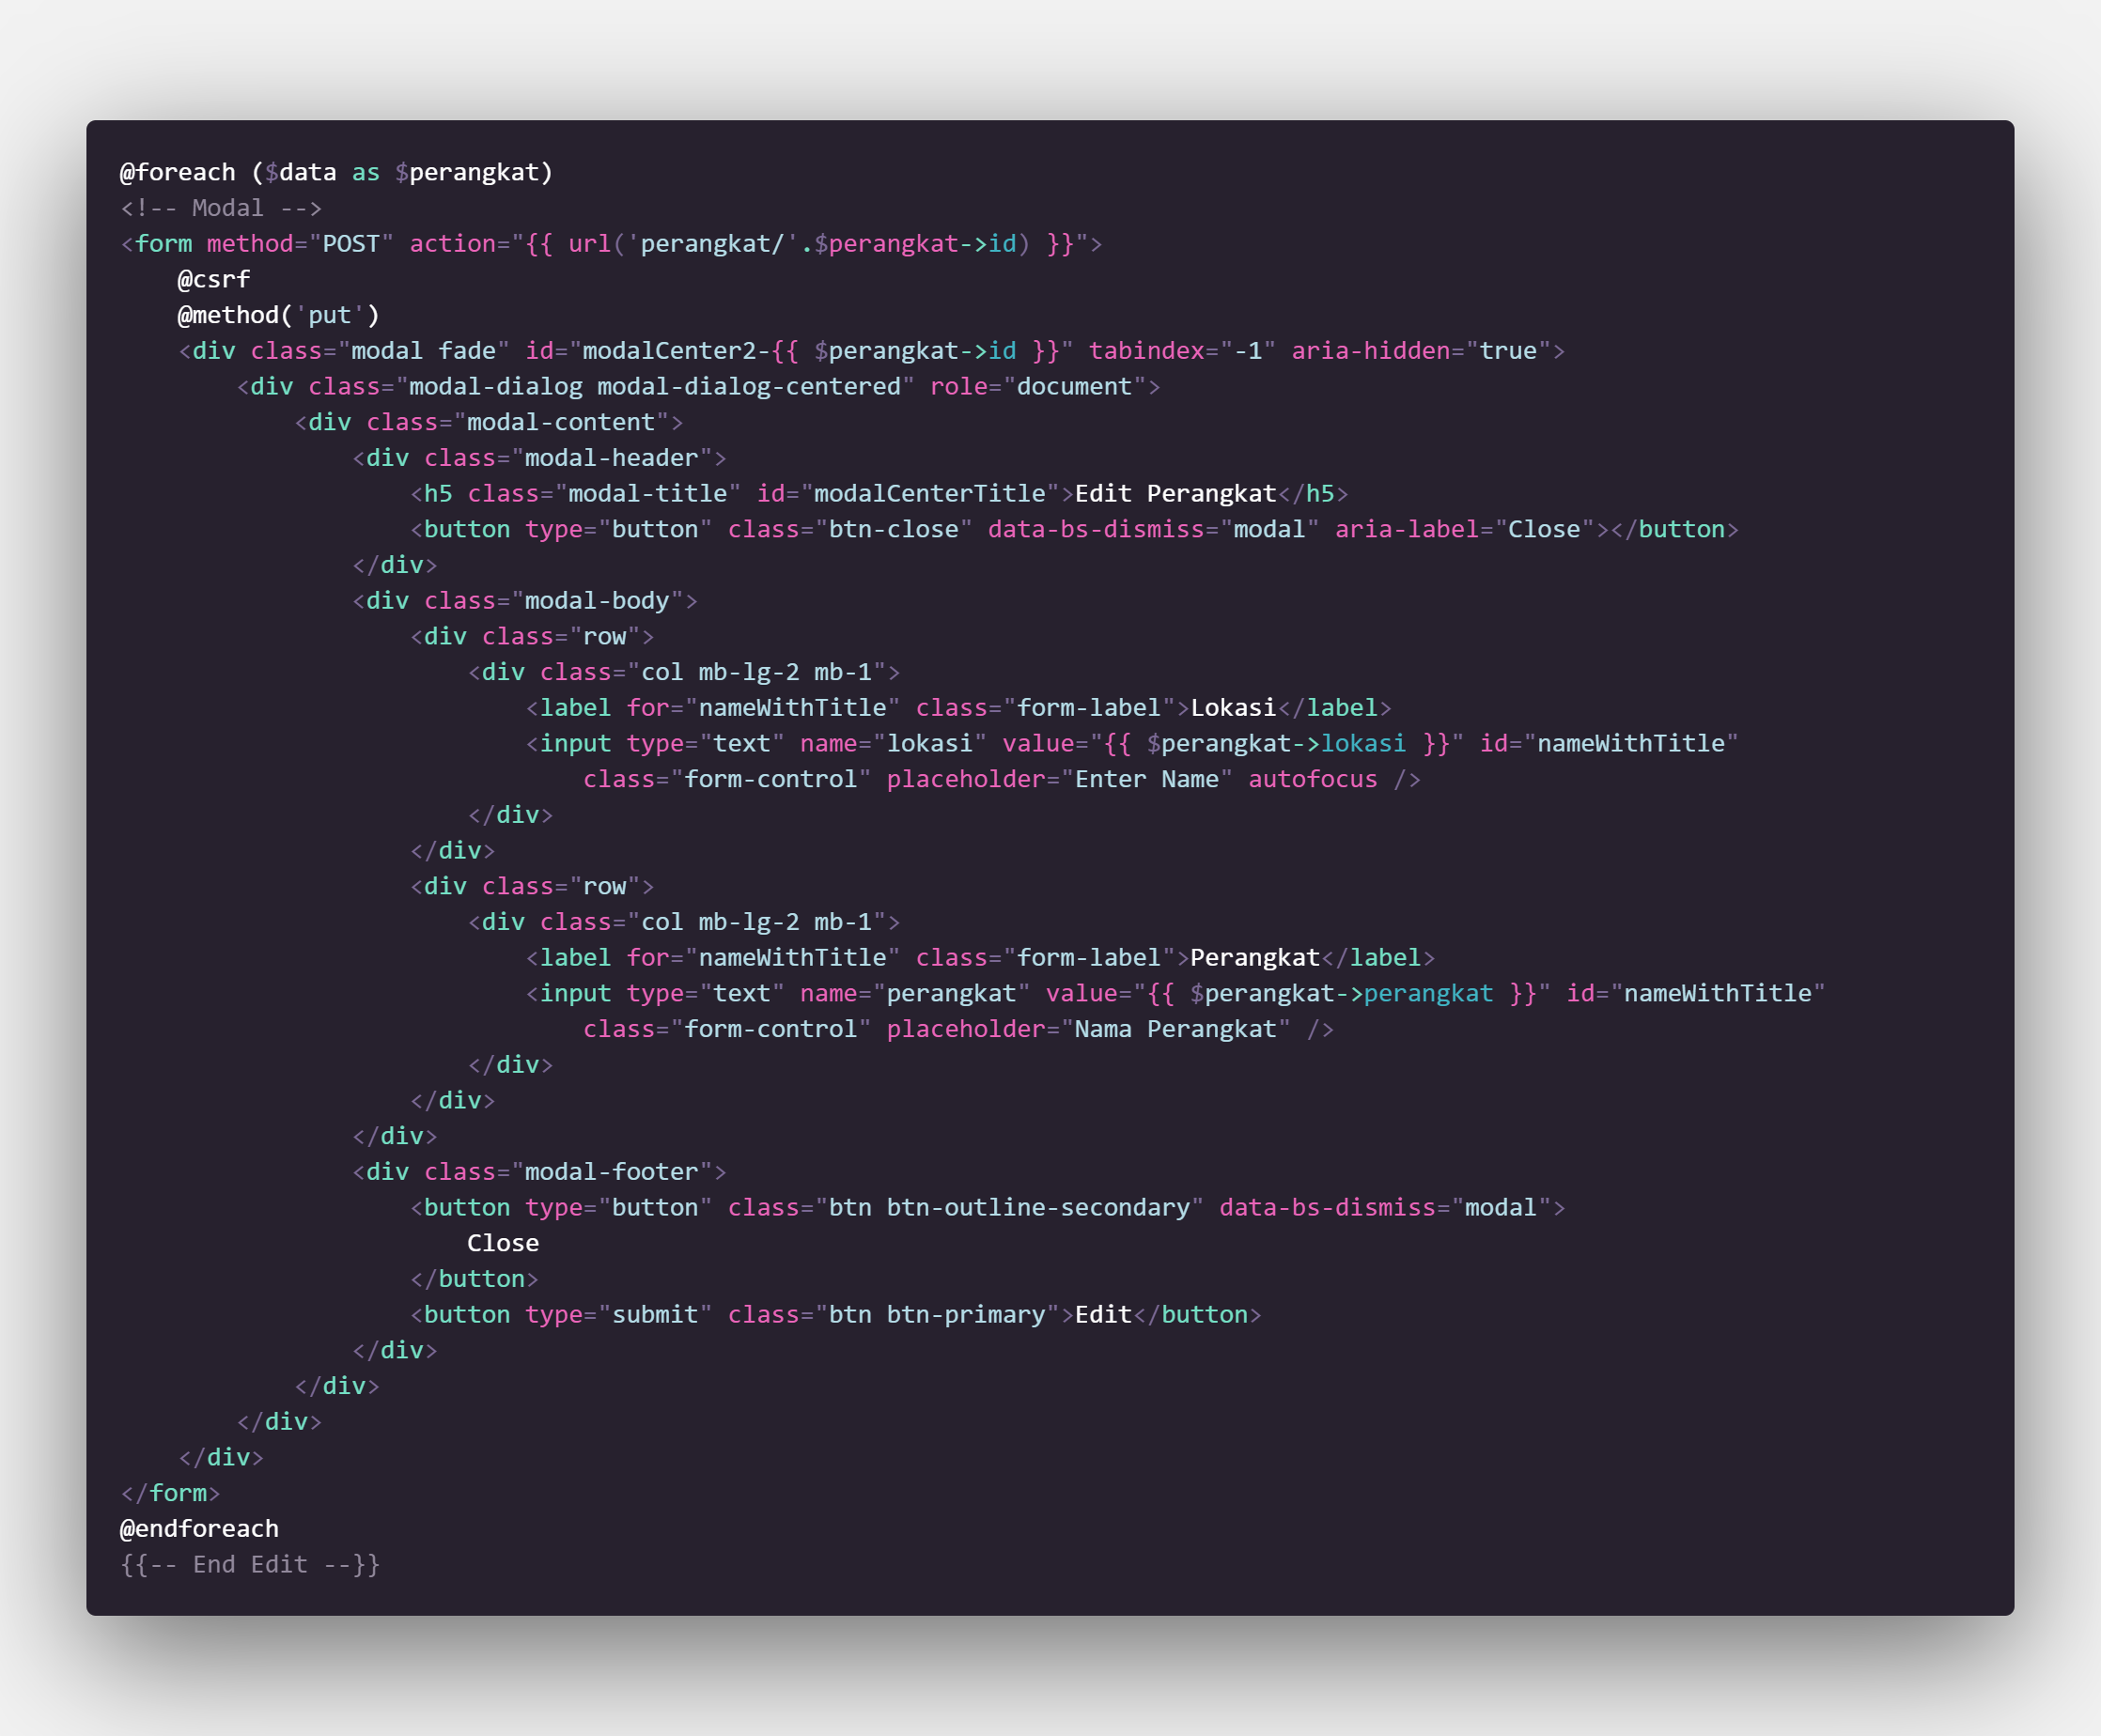 @foreach ($data as $perangkat)
<!-- Modal -->
<form method="POST" action="{{ url('perangkat/'.$perangkat->id) }}">
    @csrf
    @method('put')
    <div class="modal fade" id="modalCenter2-{{ $perangkat->id }}" tabindex="-1" aria-hidden="true">
        <div class="modal-dialog modal-dialog-centered" role="document">
            <div class="modal-content">
                <div class="modal-header">
                    <h5 class="modal-title" id="modalCenterTitle">Edit Perangkat</h5>
                    <button type="button" class="btn-close" data-bs-dismiss="modal" aria-label="Close"></button>
                </div>
                <div class="modal-body">
                    <div class="row">
                        <div class="col mb-lg-2 mb-1">
                            <label for="nameWithTitle" class="form-label">Lokasi</label>
                            <input type="text" name="lokasi" value="{{ $perangkat->lokasi }}" id="nameWithTitle"
                                class="form-control" placeholder="Enter Name" autofocus />
                        </div>
                    </div>
                    <div class="row">
                        <div class="col mb-lg-2 mb-1">
                            <label for="nameWithTitle" class="form-label">Perangkat</label>
                            <input type="text" name="perangkat" value="{{ $perangkat->perangkat }}" id="nameWithTitle"
                                class="form-control" placeholder="Nama Perangkat" />
                        </div>
                    </div>
                </div>
                <div class="modal-footer">
                    <button type="button" class="btn btn-outline-secondary" data-bs-dismiss="modal">
                        Close
                    </button>
                    <button type="submit" class="btn btn-primary">Edit</button>
                </div>
            </div>
        </div>
    </div>
</form>
@endforeach
{{-- End Edit --}}